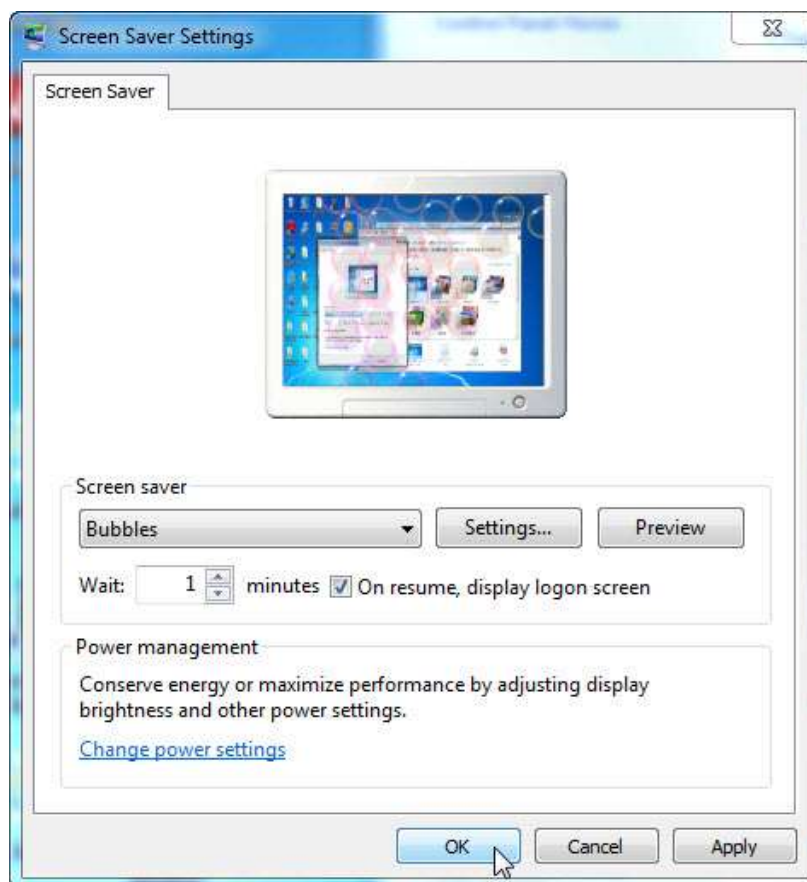 Screen Saver Settings
Screen Saver
Screen saver
Bubbles
Settings...
Preview
Wait: 1 minutes On resume, display logon screen
Power management
Conserve energy or maximize performance by adjusting display
brightness and other power settings.
Change power settings
OK
Cancel
Apply